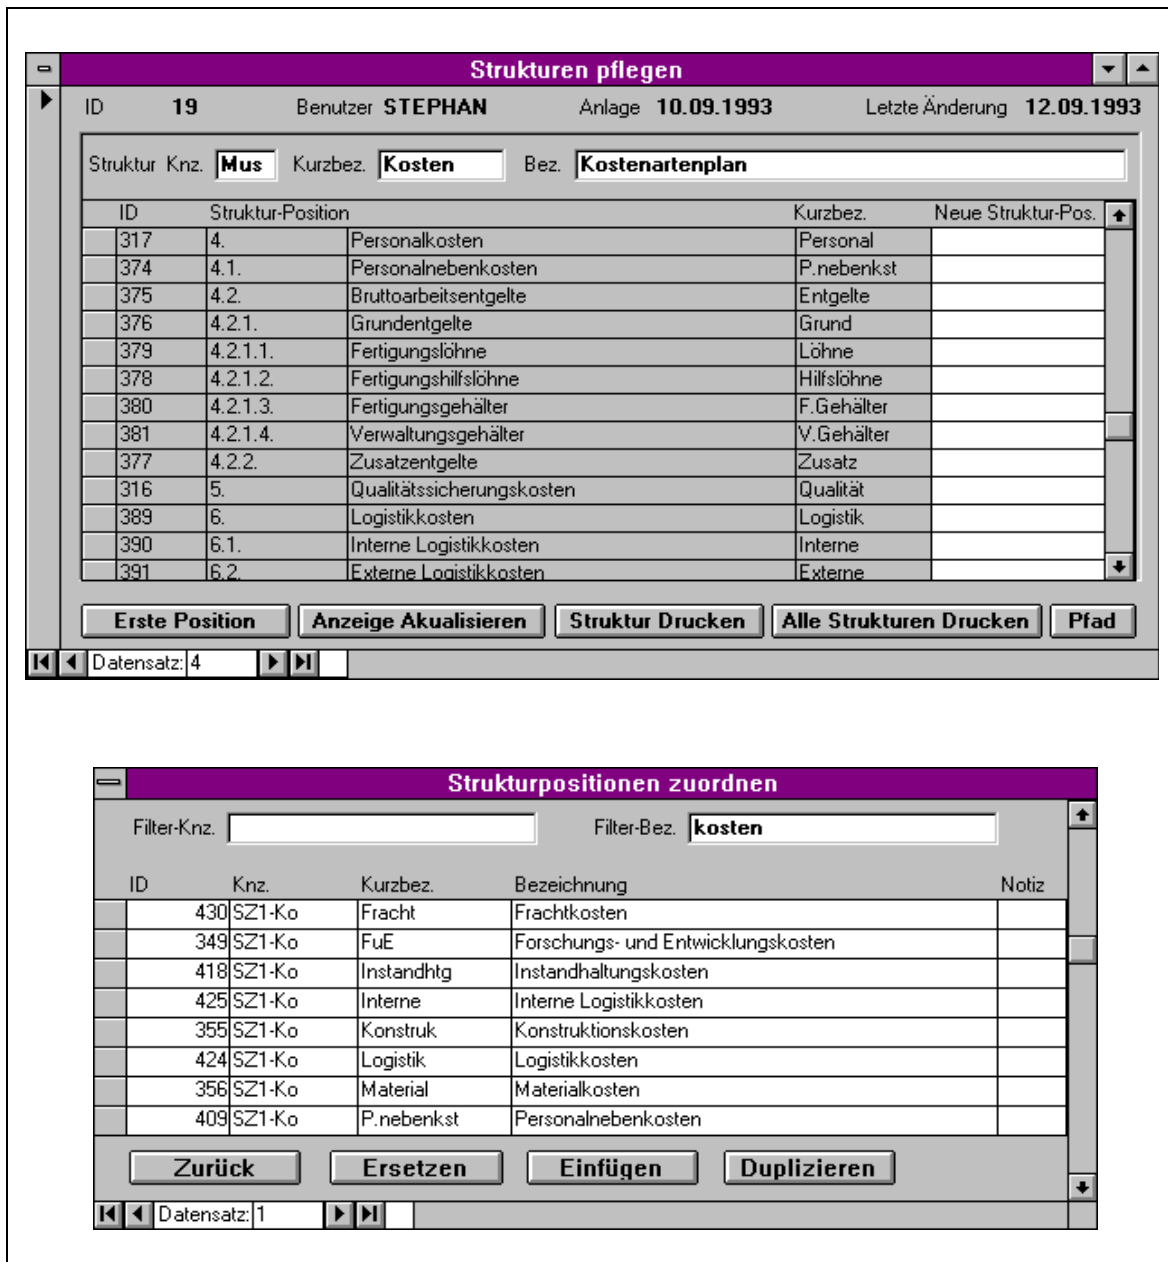 Strukturen pflegen
ID 19 Benutzer STEPHAN Anlage 10.09.1993 Letzte Änderung 12.09.1993
Struktur Knz. Mus Kurzbez. Kosten Bez. Kostenartenplan
ID Struktur-Position Kurzbez. Neue Struktur-Pos.
317 4. Personalkosten Personal
374 4.1. Personalnebenkosten P.nebenkst
375 4.2. Bruttoarbeitsentgelte Entgelte
376 4.2.1. Grundentgelte Grund
379 4.2.1.1. Fertigungslöhne Löhne
378 4.2.1.2. Fertigungshilfslöhne Hilfslöhne
380 4.2.1.3. Fertigungsgehälter F.Gehälter
381 4.2.1.4. Verwaltungsgehälter V.Gehälter
377 4.2.2. Zusatzentgelte Zusatz
316 5. Qualitätssicherungskosten Qualität
389 6. Logistikkosten Logistik
390 6.1. Interne Logistikkosten Interne
391 6.2. Externe Logistikkosten Externe
Erste Position Anzeige Akualisieren Struktur Drucken Alle Strukturen Drucken Pfad
Datensatz: 4
Strukturpositionen zuordnen
Filter-Knz. Filter-Bez. kosten
ID Knz. Kurzbez. Bezeichnung Notiz
430 SZ1-Ko Fracht Frachtkosten
349 SZ1-Ko FuE Forschungs- und Entwicklungskosten
418 SZ1-Ko Instandhtg Instandhaltungskosten
425 SZ1-Ko Interne Interne Logistikkosten
355 SZ1-Ko Konstruk Konstruktionskosten
424 SZ1-Ko Logistik Logistikkosten
356 SZ1-Ko Material Materialkosten
409 SZ1-Ko P.nebenkst Personalnebenkosten
Zurück Ersetzen Einfügen Duplizieren
Datensatz: 1